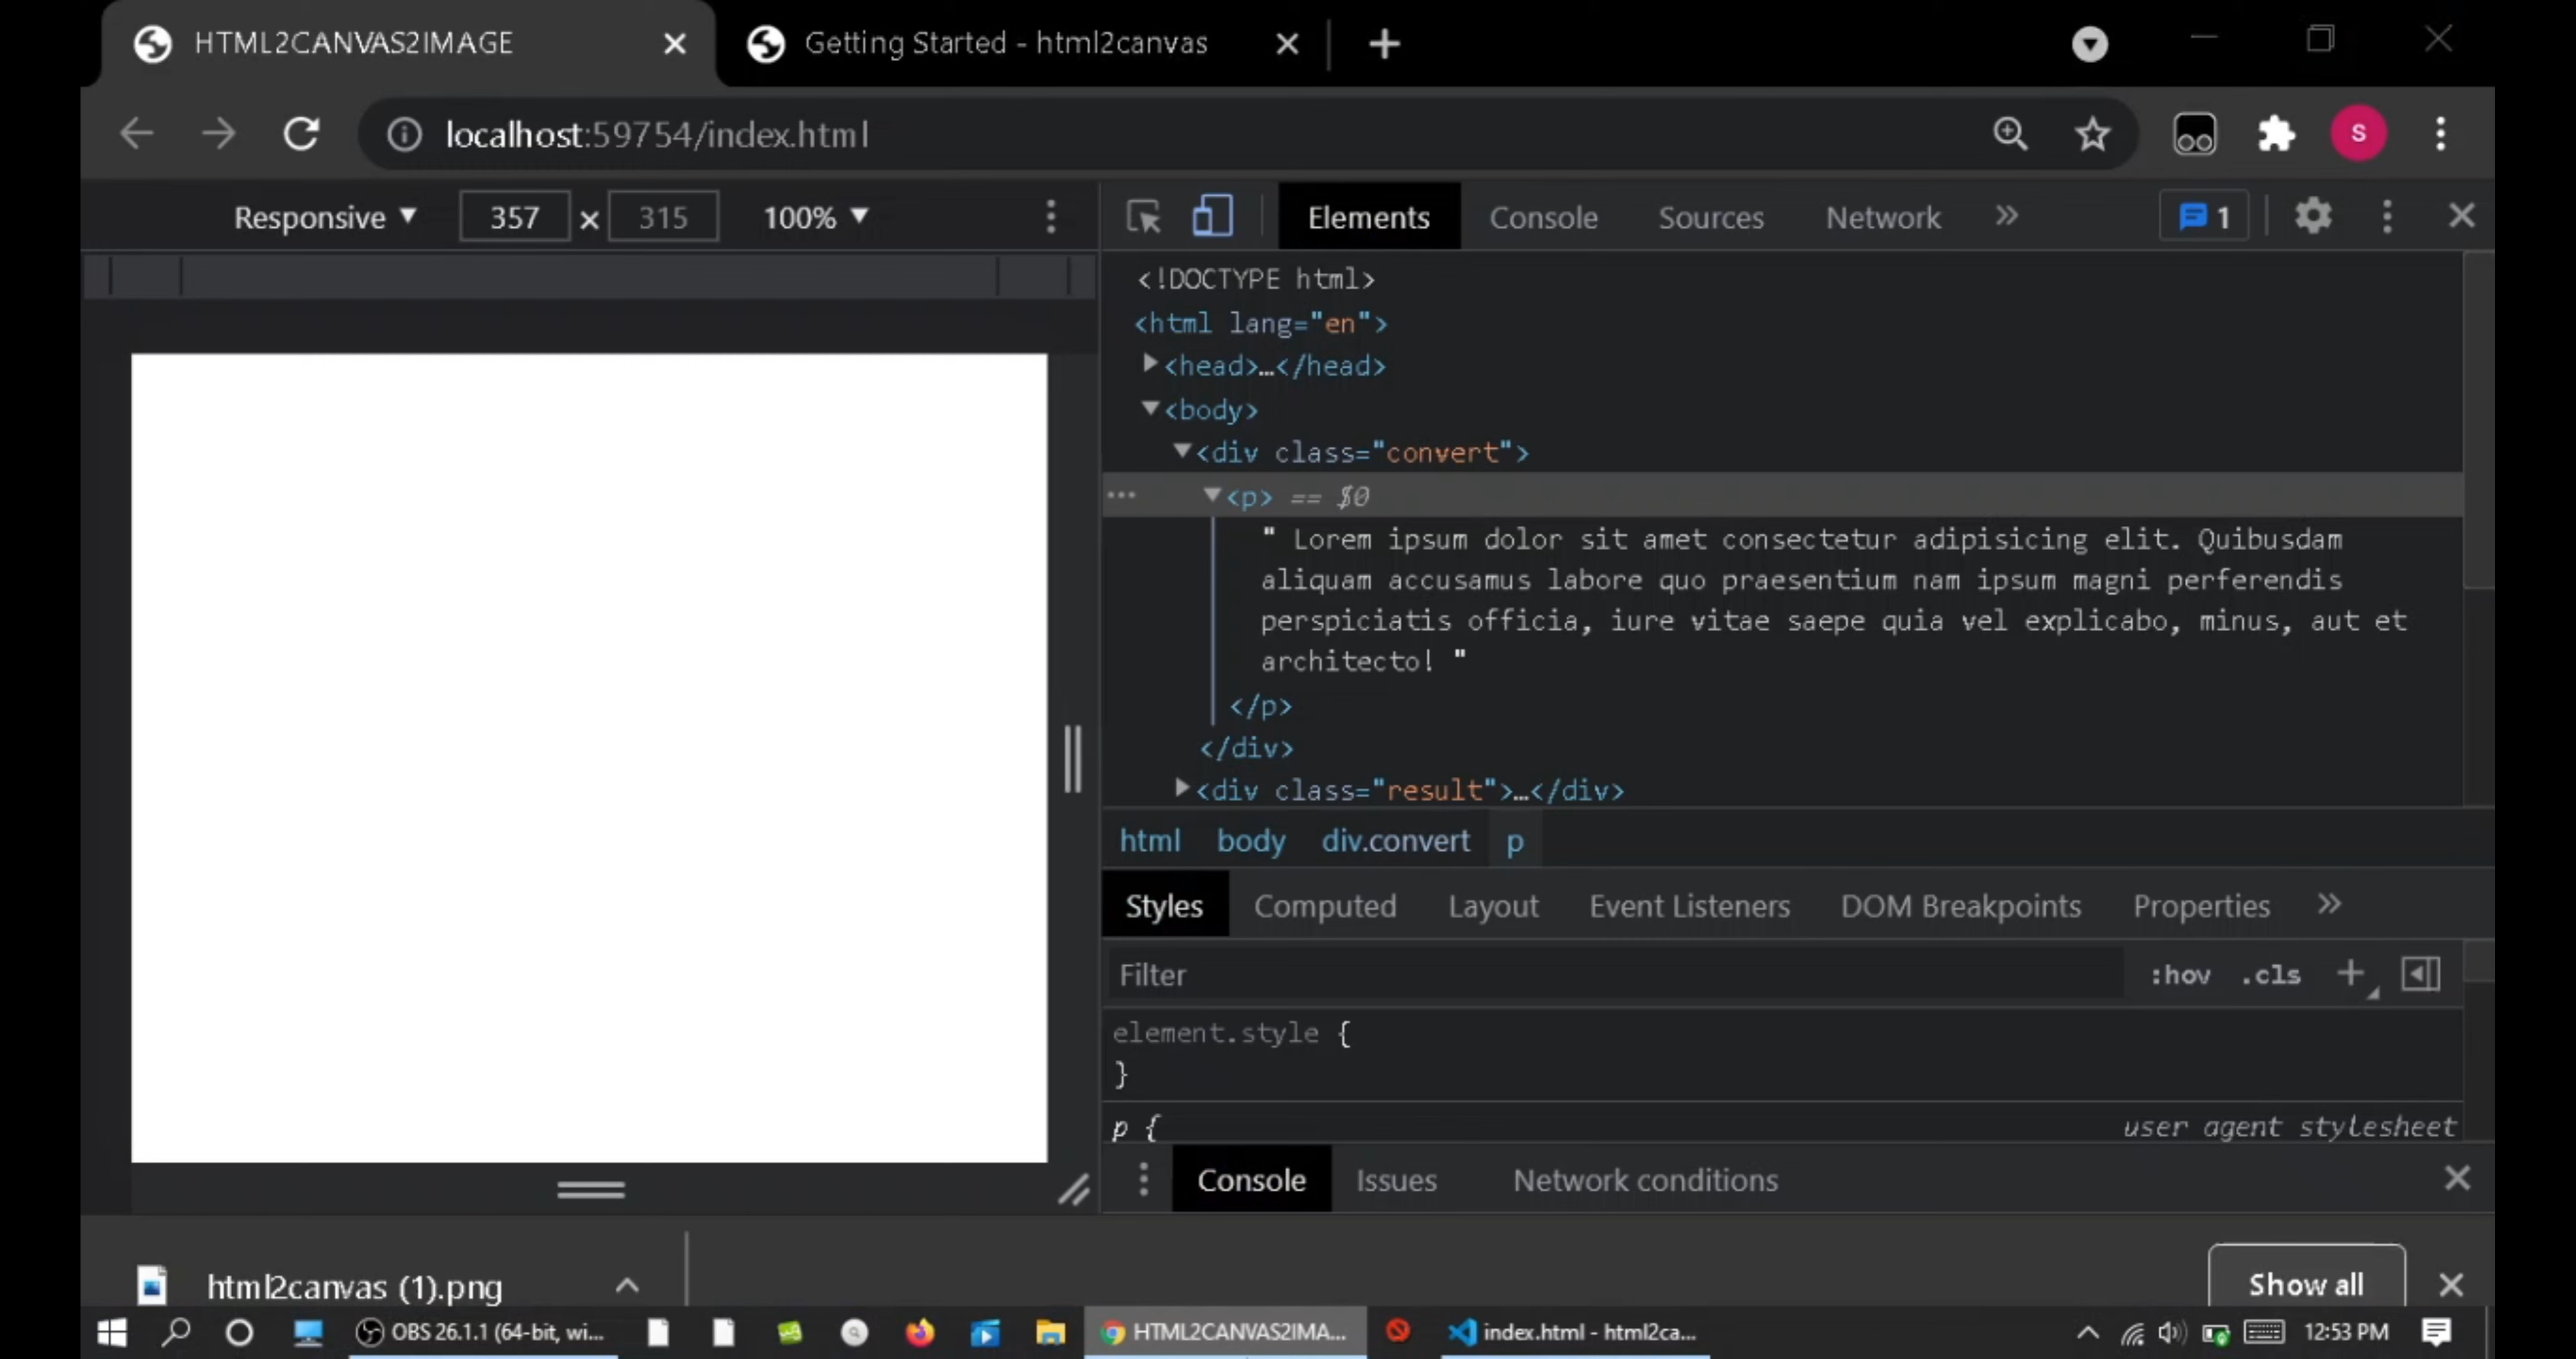 HTML2CANVAS2IMAGE
Getting Started - html2canvas
localhost:59754/index.html
S
Responsive
357
×
315
100%
Elements
Console
Sources
Network
1
<!DOCTYPE html>
<html lang="en">
<head>…</head>
<body>
<div class="convert">
<p> == $0
" Lorem ipsum dolor sit amet consectetur adipisicing elit. Quibusdam
aliquam accusamus labore quo praesentium nam ipsum magni perferendis
perspiciatis officia, iure vitae saepe quia vel explicabo, minus, aut et
architecto! "
</p>
</div>
<div class="result">…</div>
html
body
div.convert
p
Styles
Computed
Layout
Event Listeners
DOM Breakpoints
Properties
Filter
:hov
.cls
element.style {
}
p {
user agent stylesheet
Console
Issues
Network conditions
html2canvas (1).png
Show all
OBS 26.1.1 (64-bit, wi...
HTML2CANVAS2IMA...
index.html - html2ca...
12:53 PM